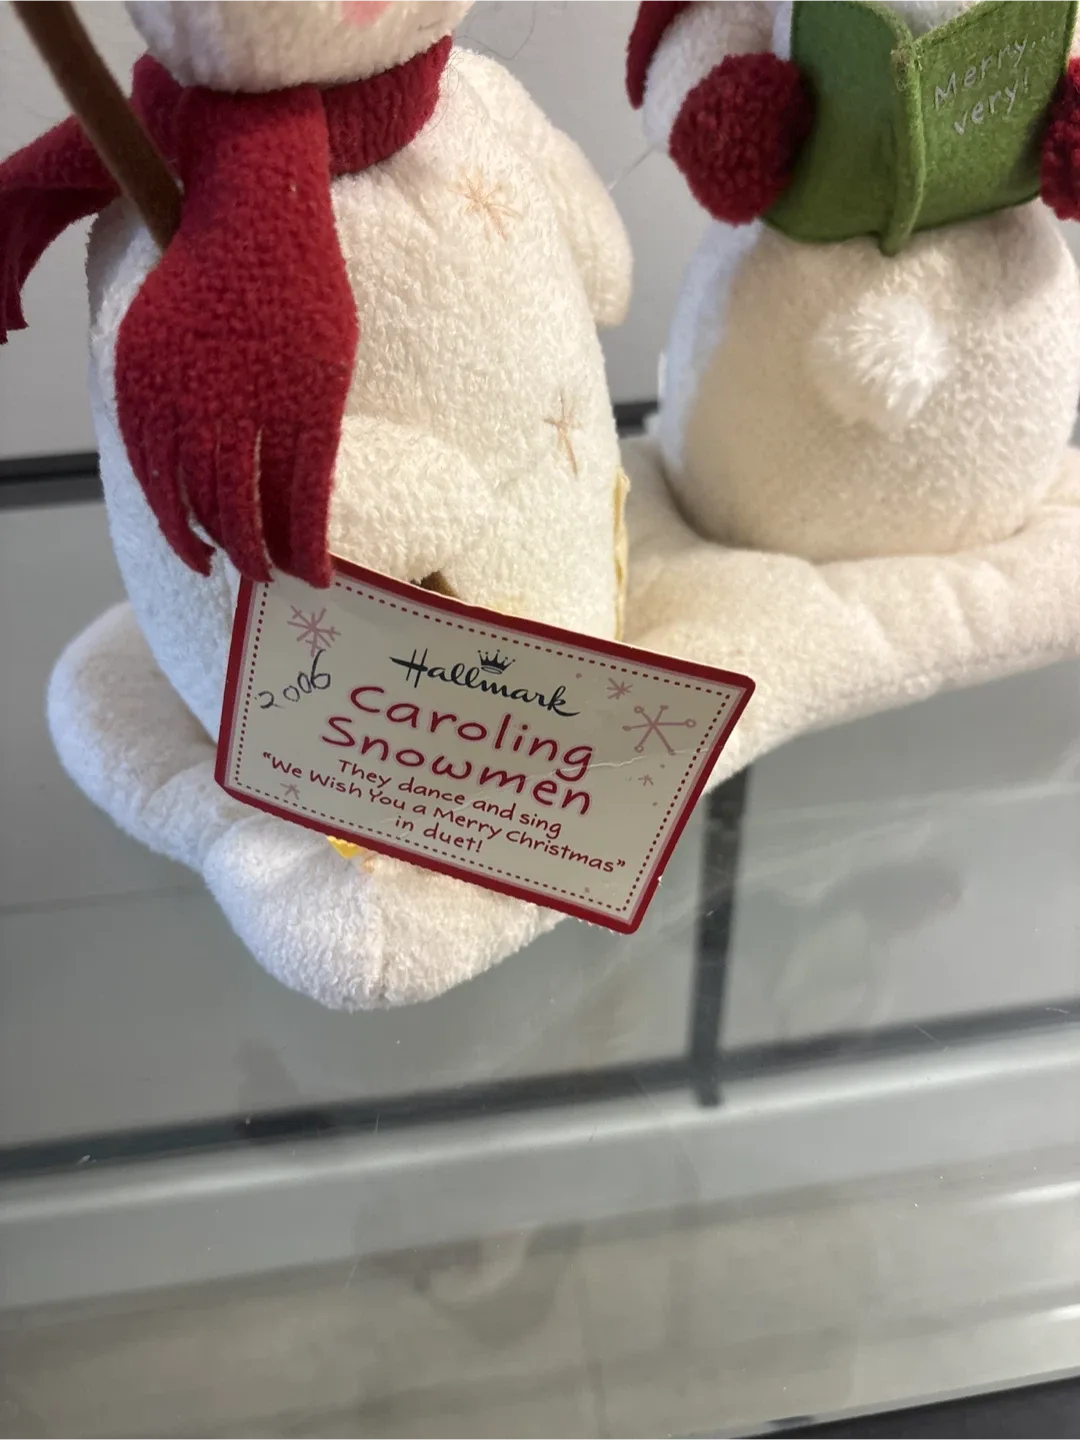 Merry...
very!
2006
Hallmark
Caroling
Snowmen
They dance and sing
“We Wish You a Merry Christmas”
in duet!